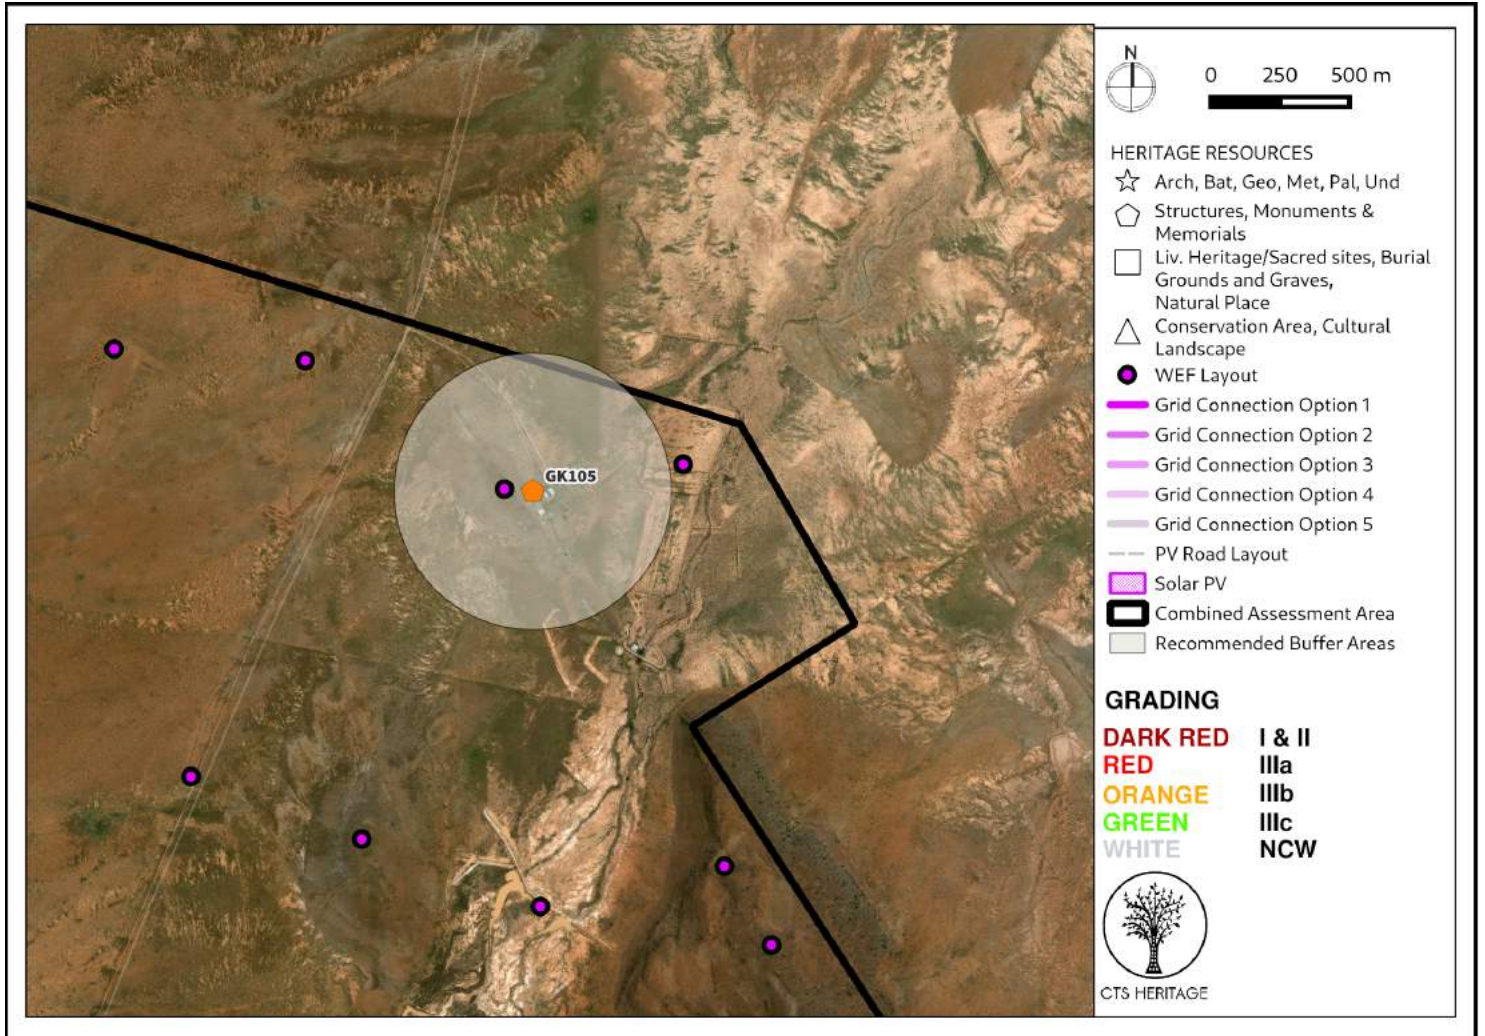 N
0 250 500 m
HERITAGE RESOURCES
Arch, Bat, Geo, Met, Pal, Und
Structures, Monuments &
Memorials
Liv. Heritage/Sacred sites, Burial
Grounds and Graves,
Natural Place
Conservation Area, Cultural
Landscape
WEF Layout
Grid Connection Option 1
Grid Connection Option 2
Grid Connection Option 3
Grid Connection Option 4
Grid Connection Option 5
PV Road Layout
Solar PV
Combined Assessment Area
Recommended Buffer Areas
GRADING
DARK RED I & II
RED IIIa
ORANGE IIIb
GREEN IIIc
WHITE NCW
CTS HERITAGE
GK105